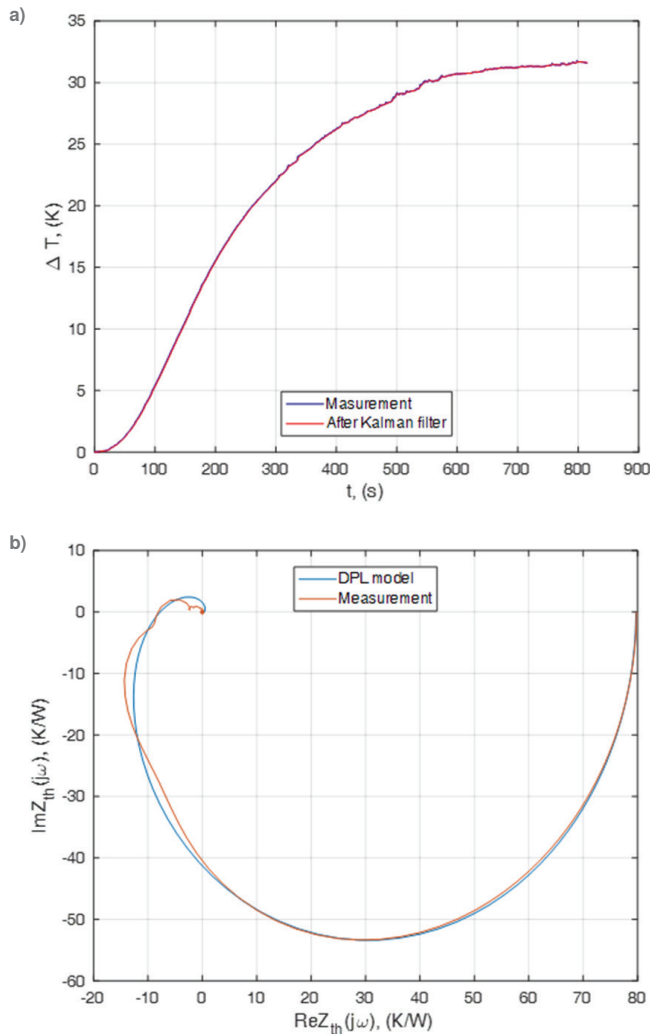 a)
35
30
25
20
15
10
5
0
Δ T, (K)
Masurement
After Kalman filter
0 100 200 300 400 500 600 700 800 900
t, (s)
b)
10
0
-10
-20
-30
-40
-50
-60
ImZth(jω), (K/W)
DPL model
Measurement
-20 -10 0 10 20 30 40 50 60 70 80
ReZth(jω), (K/W)